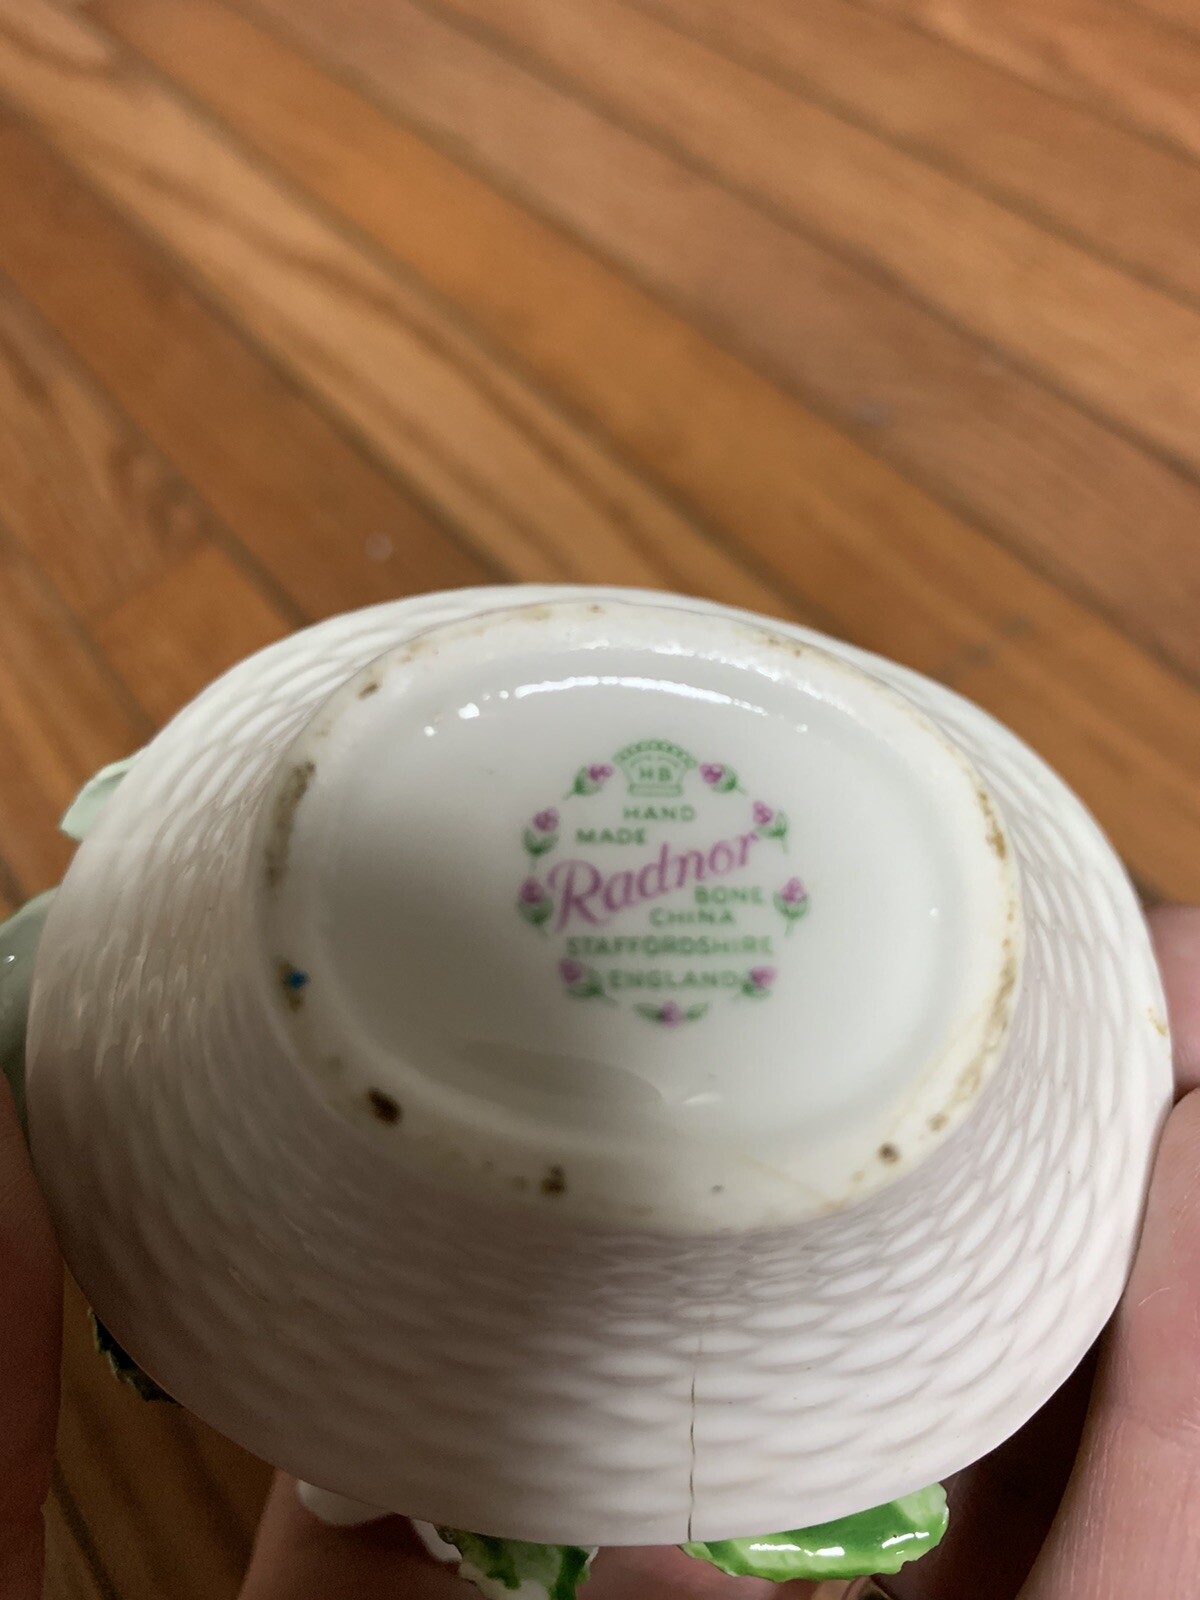 HB
HAND
MADE
Radnor
BONE
CHINA
STAFFORDSHIRE
ENGLAND